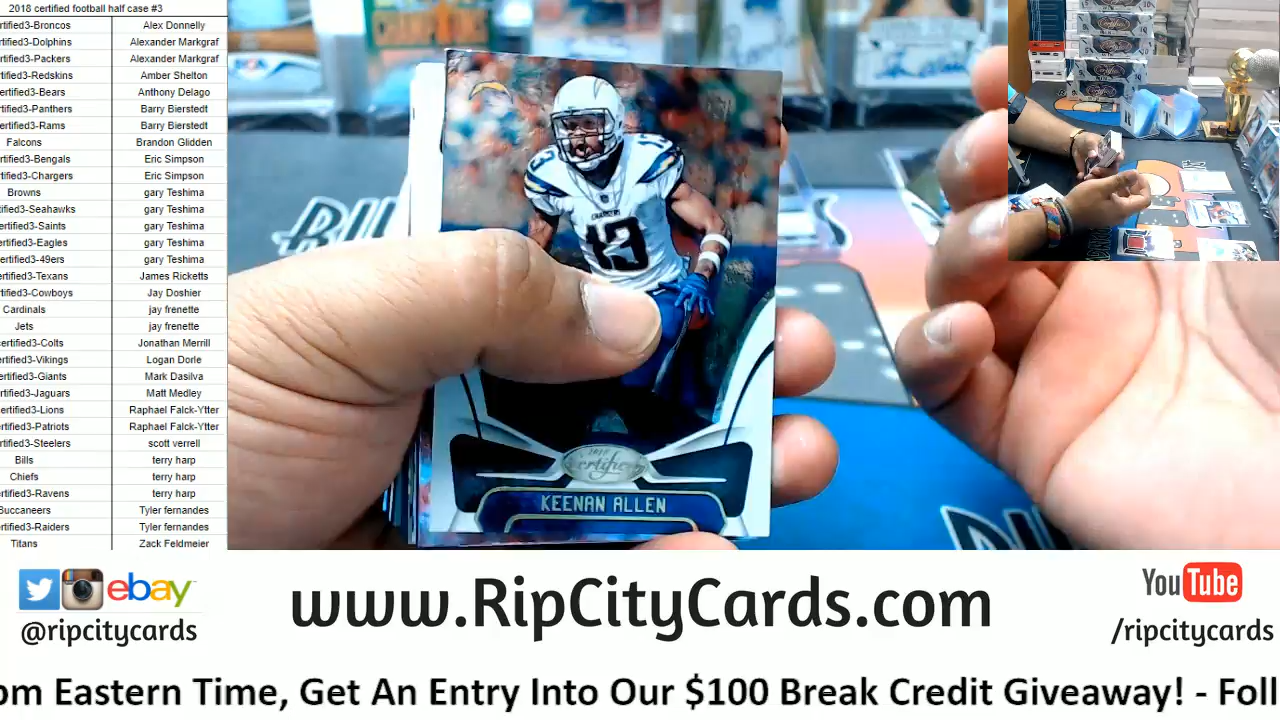 2018 certified football half case #3
rtified3-Broncos Alex Donnelly
ertified3-Dolphins Alexander Markgraf
ertified3-Packers Alexander Markgraf
ertified3-Redskins Amber Shelton
ertified3-Bears Anthony Delago
ertified3-Panthers Barry Bierstedt
ertified3-Rams Barry Bierstedt
Falcons Brandon Glidden
ertified3-Bengals Eric Simpson
ertified3-Chargers Eric Simpson
Browns gary Teshima
rtified3-Seahawks gary Teshima
ertified3-Saints gary Teshima
ertified3-Eagles gary Teshima
ertified3-49ers gary Teshima
ertified3-Texans James Ricketts
rtified3-Cowboys Jay Doshier
Cardinals jay frenette
Jets jay frenette
certified3-Colts Jonathan Merrill
ertified3-Vikings Logan Dorle
ertified3-Giants Mark Dasilva
ertified3-Jaguars Matt Medley
ertified3-Lions Raphael Falck-Ytter
ertified3-Patriots Raphael Falck-Ytter
ertified3-Steelers scott verrell
Bills terry harp
Chiefs terry harp
ertified3-Ravens terry harp
Buccaneers Tyler fernandes
ertified3-Raiders Tyler fernandes
Titans Zack Feldmeier
13
CHARGERS
13
2018
certified
KEENAN ALLEN
ebay
@ripcitycards
www.RipCityCards.com
YouTube
/ripcitycards
om Eastern Time, Get An Entry Into Our $100 Break Credit Giveaway! - Foll